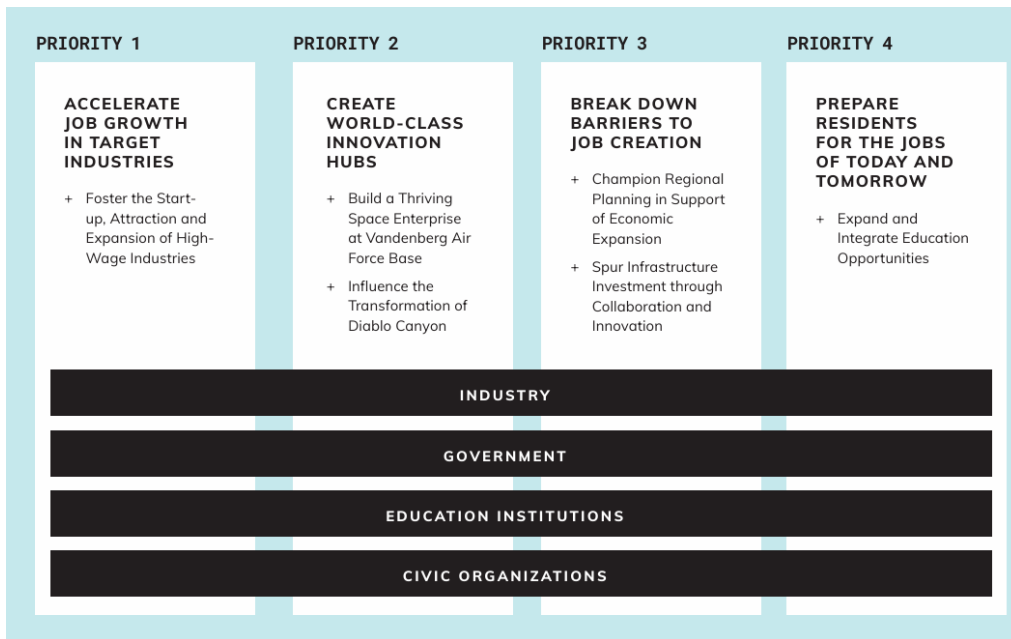 PRIORITY 1
ACCELERATE
JOB GROWTH
IN TARGET
INDUSTRIES
+ Foster the Start-
up, Attraction and
Expansion of High-
Wage Industries
PRIORITY 2
CREATE
WORLD-CLASS
INNOVATION
HUBS
+ Build a Thriving
Space Enterprise
at Vandenberg Air
Force Base
+ Influence the
Transformation of
Diablo Canyon
PRIORITY 3
BREAK DOWN
BARRIERS TO
JOB CREATION
+ Champion Regional
Planning in Support
of Economic
Expansion
+ Spur Infrastructure
Investment through
Collaboration and
Innovation
PRIORITY 4
PREPARE
RESIDENTS
FOR THE JOBS
OF TODAY AND
TOMORROW
+ Expand and
Integrate Education
Opportunities
INDUSTRY
GOVERNMENT
EDUCATION INSTITUTIONS
CIVIC ORGANIZATIONS